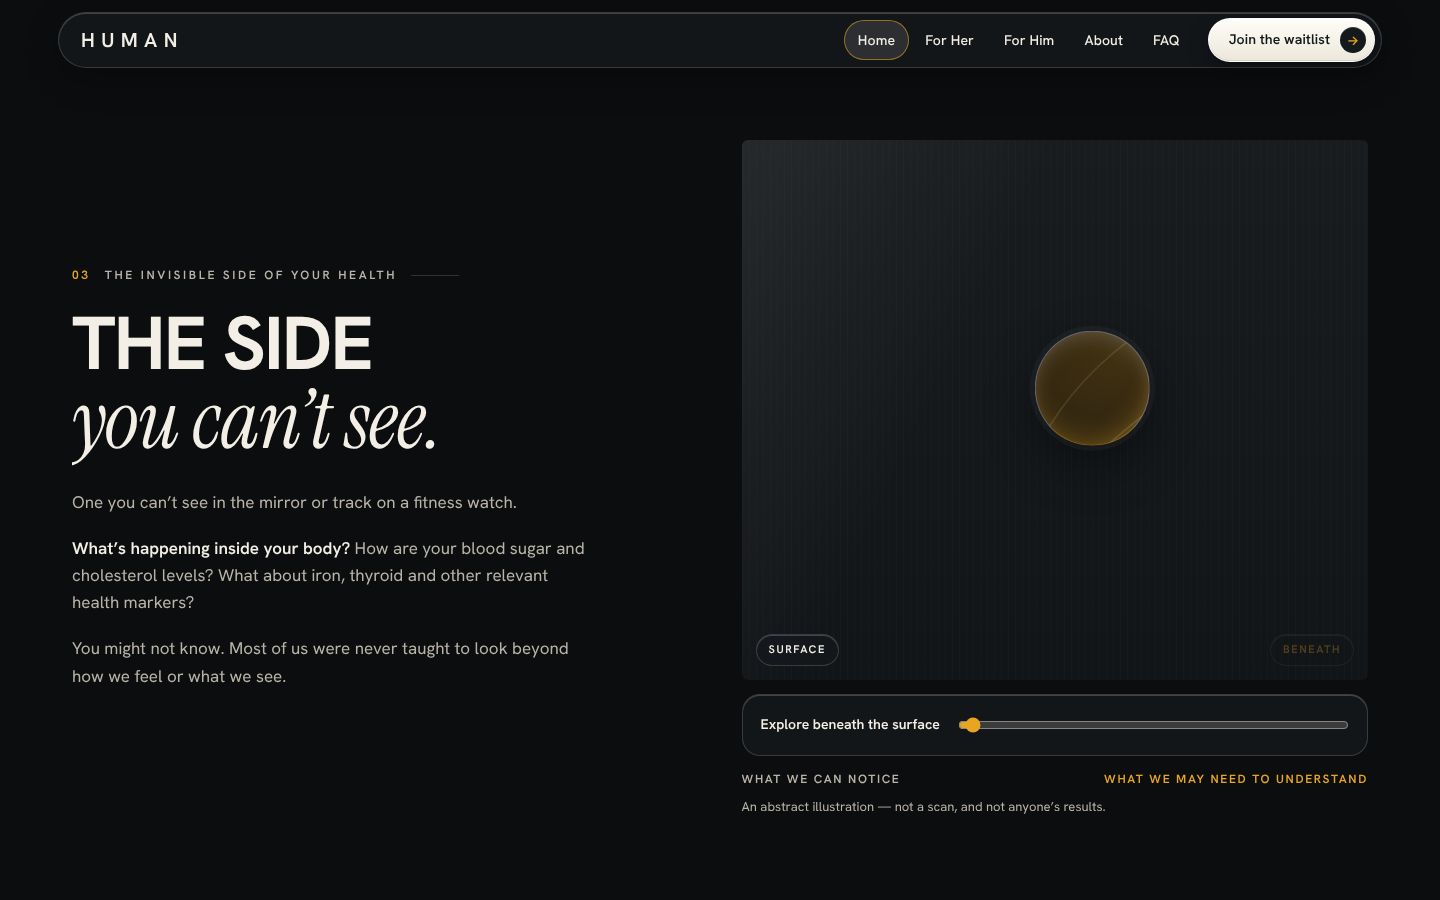 HUMAN
Home
For Her
For Him
About
FAQ
Join the waitlist →
03 THE INVISIBLE SIDE OF YOUR HEALTH
THE SIDE
you can’t see.
One you can’t see in the mirror or track on a fitness watch.
What’s happening inside your body? How are your blood sugar and
cholesterol levels? What about iron, thyroid and other relevant
health markers?
You might not know. Most of us were never taught to look beyond
how we feel or what we see.
SURFACE
BENEATH
Explore beneath the surface
WHAT WE CAN NOTICE
WHAT WE MAY NEED TO UNDERSTAND
An abstract illustration — not a scan, and not anyone’s results.